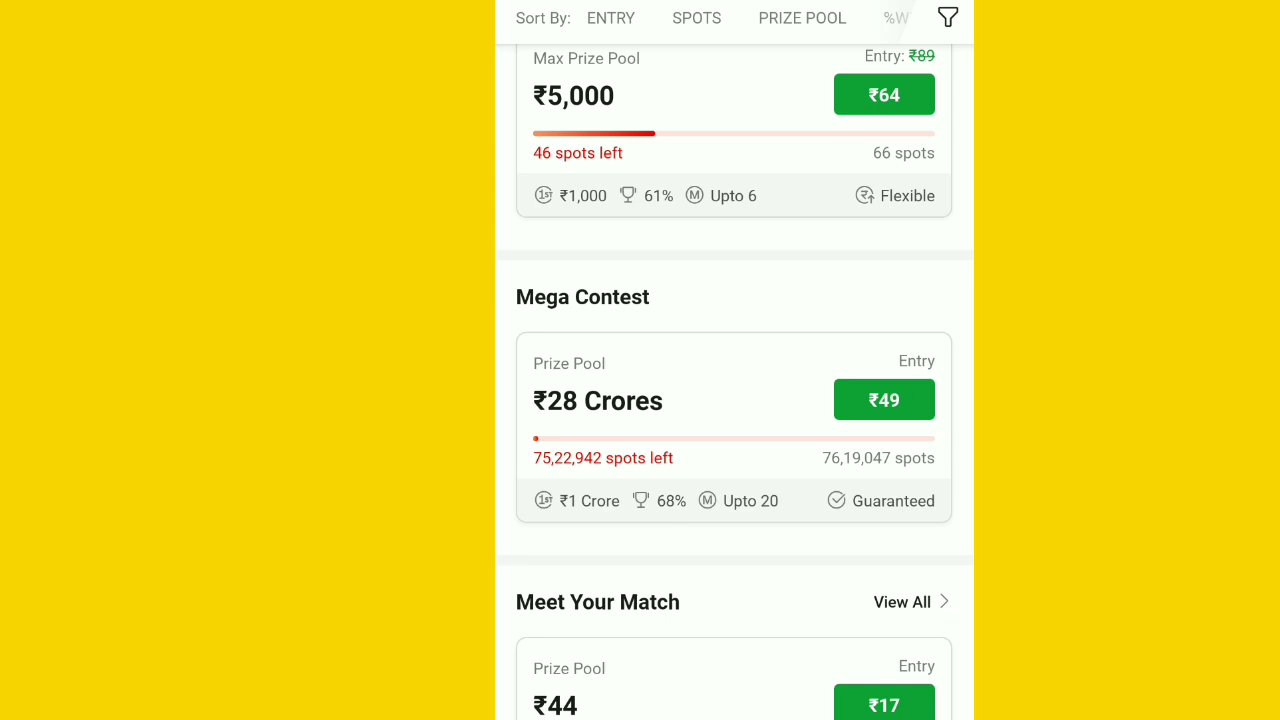 Sort By: ENTRY SPOTS PRIZE POOL %W
Max Prize Pool Entry: ₹89
₹5,000 ₹64
46 spots left 66 spots
1ST ₹1,000 61% M Upto 6 Flexible
Mega Contest
Prize Pool Entry
₹28 Crores ₹49
75,22,942 spots left 76,19,047 spots
1ST ₹1 Crore 68% M Upto 20 Guaranteed
Meet Your Match View All
Prize Pool Entry
₹44 ₹17